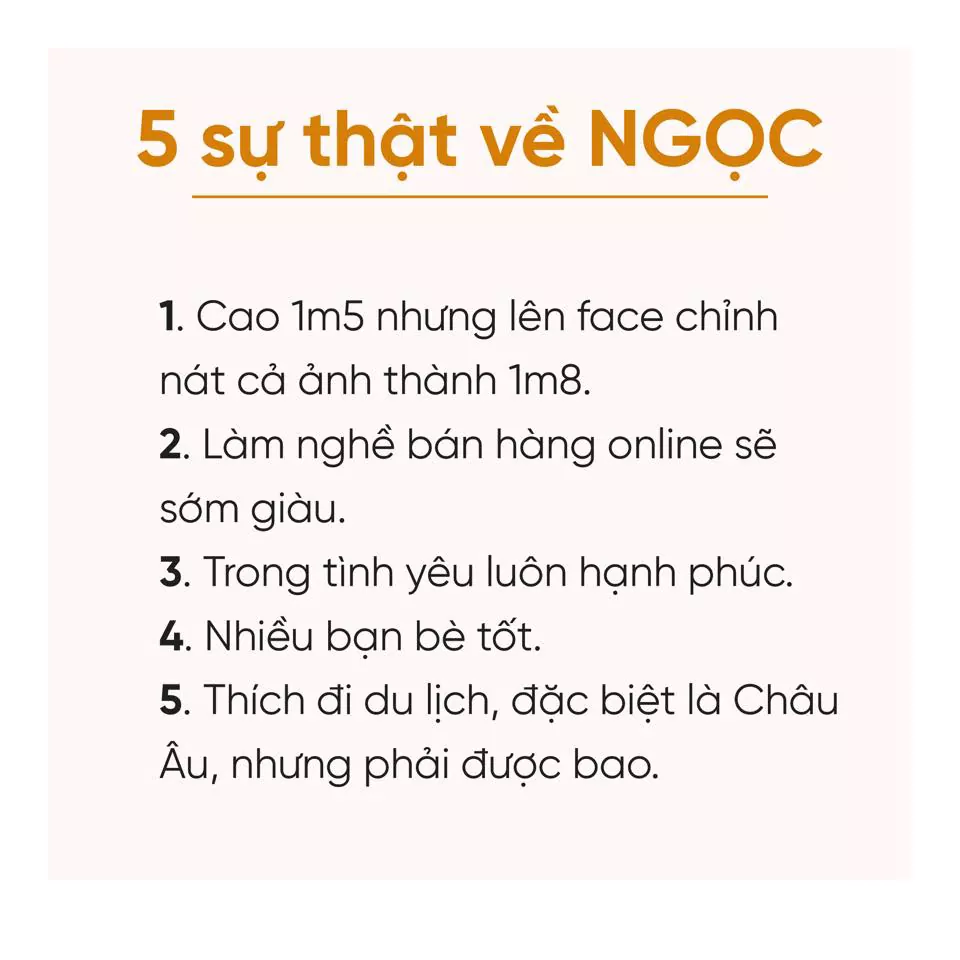 5 sự thật về NGỌC
1. Cao 1m5 nhưng lên face chỉnh
nát cả ảnh thành 1m8.
2. Làm nghề bán hàng online sẽ
sớm giàu.
3. Trong tình yêu luôn hạnh phúc.
4. Nhiều bạn bè tốt.
5. Thích đi du lịch, đặc biệt là Châu
Âu, nhưng phải được bao.